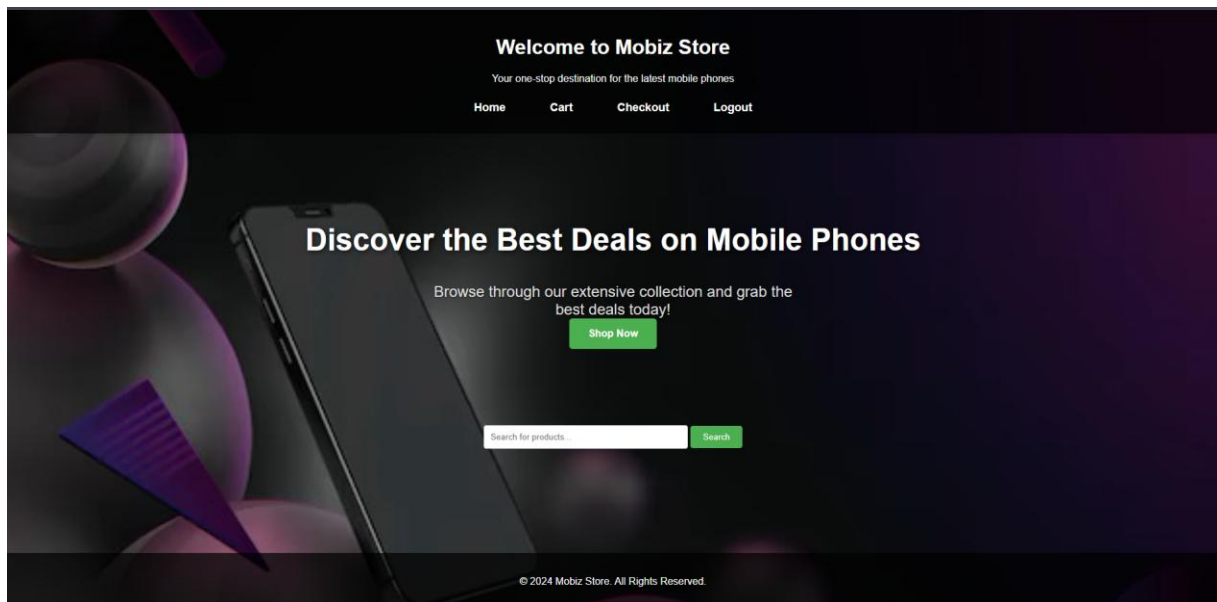 Welcome to Mobiz Store
Your one-stop destination for the latest mobile phones
Home Cart Checkout Logout
Discover the Best Deals on Mobile Phones
Browse through our extensive collection and grab the
best deals today!
Shop Now
Search for products...
Search
© 2024 Mobiz Store. All Rights Reserved.